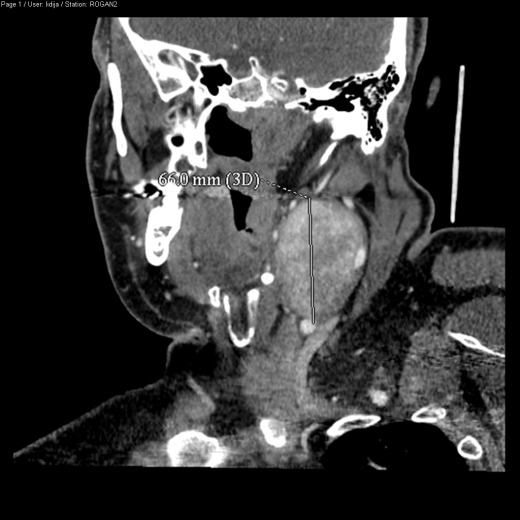 Page 1 / User: lidija / Station: ROGAN2
66.0 mm (3D)